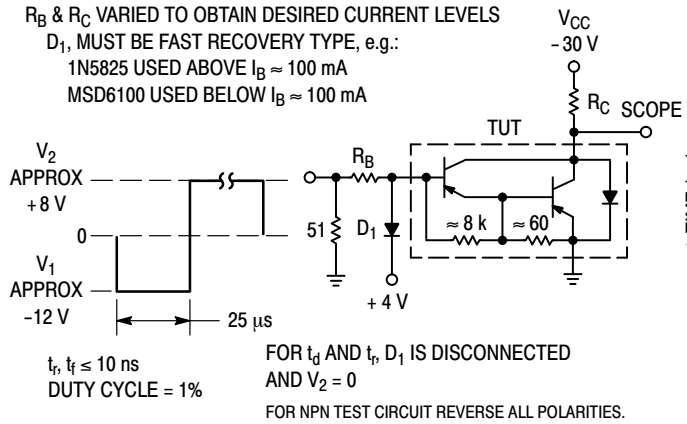 R_B & R_C VARIED TO OBTAIN DESIRED CURRENT LEVELS
D_1, MUST BE FAST RECOVERY TYPE, e.g.:
1N5825 USED ABOVE I_B ≈ 100 mA
MSD6100 USED BELOW I_B ≈ 100 mA
V_CC
– 30 V
R_C SCOPE
TUT
V_2
APPROX
+ 8 V
0
V_1
APPROX
–12 V
25 μs
R_B
51
D_1
≈ 8 k
≈ 60
+ 4 V
t_r, t_f ≤ 10 ns
DUTY CYCLE = 1%
FOR t_d AND t_r, D_1 IS DISCONNECTED
AND V_2 = 0
FOR NPN TEST CIRCUIT REVERSE ALL POLARITIES.